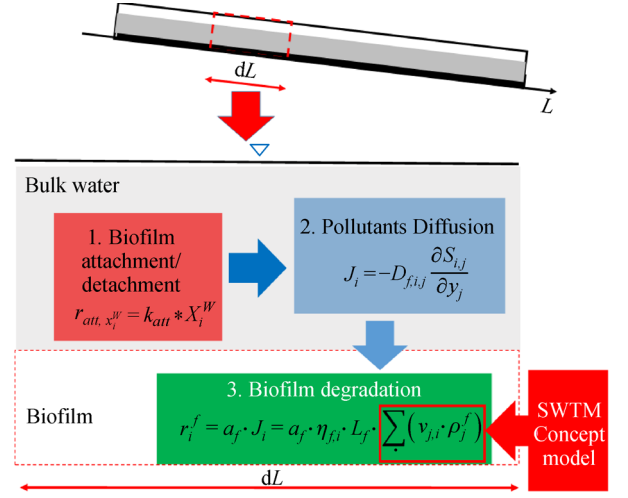 dL
L
Bulk water
1. Biofilm
attachment/
detachment
r_{att, x_i^W} = k_{att} * X_i^W
2. Pollutants Diffusion
J_i = -D_{f,i,j} ∂S_{i,j}/∂y_j
Biofilm
3. Biofilm degradation
r_i^f = a_f · J_i = a_f · η_{f,i} · L_f · ∑(v_{j,i} · ρ_j^f)
SWTM
Concept
model
dL